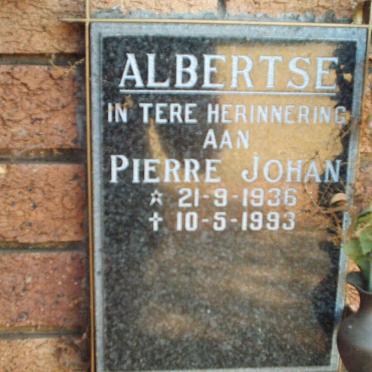 ALBERTSE
IN TERE HERINNERING
AAN
PIERRE JOHAN
☆ 21-9-1936
✝ 10-5-1993